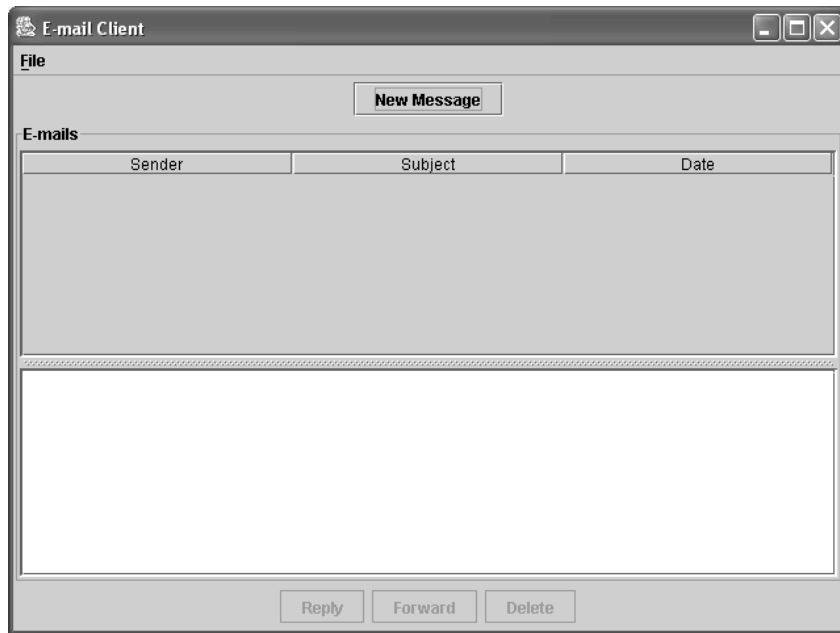 E-mail Client
File
New Message
E-mails
Sender Subject Date
Reply Forward Delete